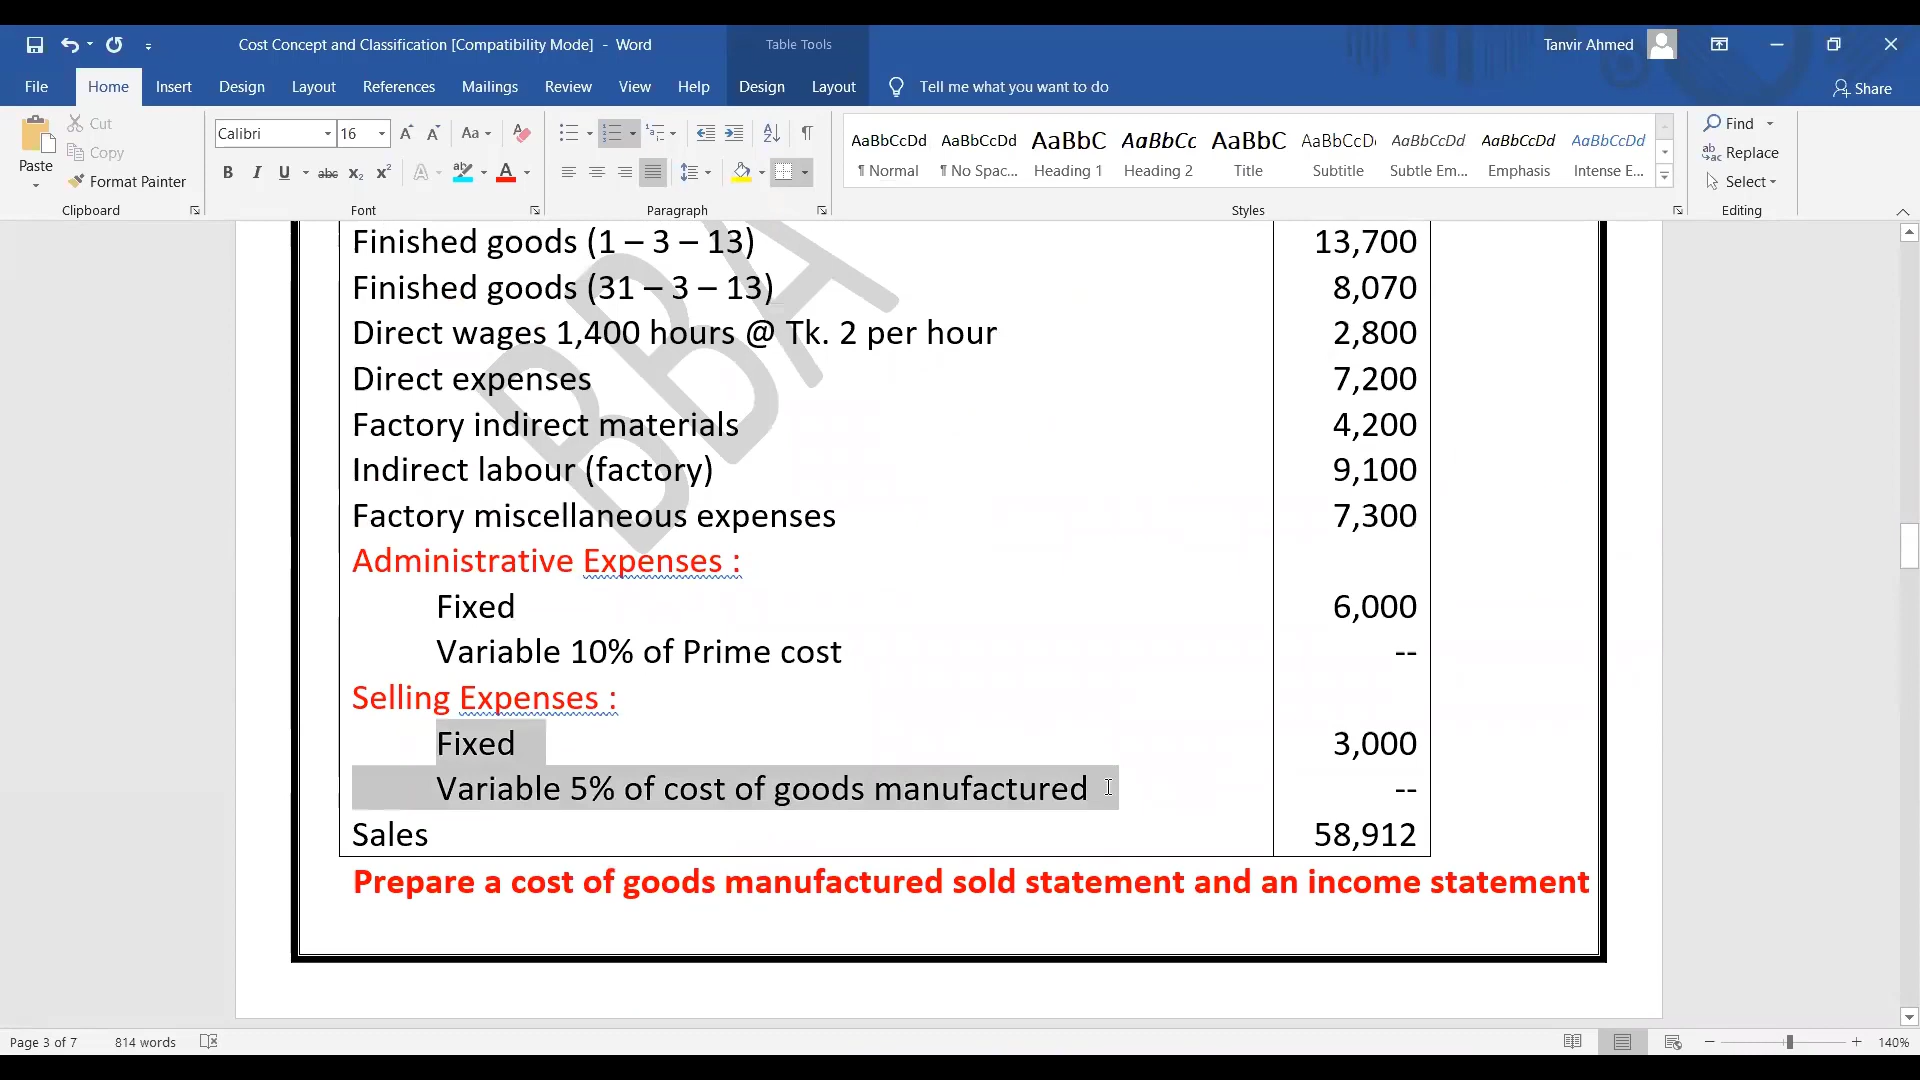 Cost Concept and Classification [Compatibility Mode] - Word
Table Tools
Tanvir Ahmed
File Home Insert Design Layout References Mailings Review View Help Design Layout Tell me what you want to do Share
Paste
Cut
Copy
Format Painter
Clipboard
Calibri 16
Font
Paragraph
AaBbCcDd AaBbCcDd AaBbC AaBbCc AaBbC AaBbCcD AaBbCcDd AaBbCcDd AaBbCcDd
¶ Normal ¶ No Spac... Heading 1 Heading 2 Title Subtitle Subtle Em... Emphasis Intense E...
Styles
Find
Replace
Select
Editing
BBA
Finished goods (1 – 3 – 13) 13,700
Finished goods (31 – 3 – 13) 8,070
Direct wages 1,400 hours @ Tk. 2 per hour 2,800
Direct expenses 7,200
Factory indirect materials 4,200
Indirect labour (factory) 9,100
Factory miscellaneous expenses 7,300
Administrative Expenses :
Fixed 6,000
Variable 10% of Prime cost --
Selling Expenses :
Fixed 3,000
Variable 5% of cost of goods manufactured --
Sales 58,912
Prepare a cost of goods manufactured sold statement and an income statement
Page 3 of 7 814 words 140%